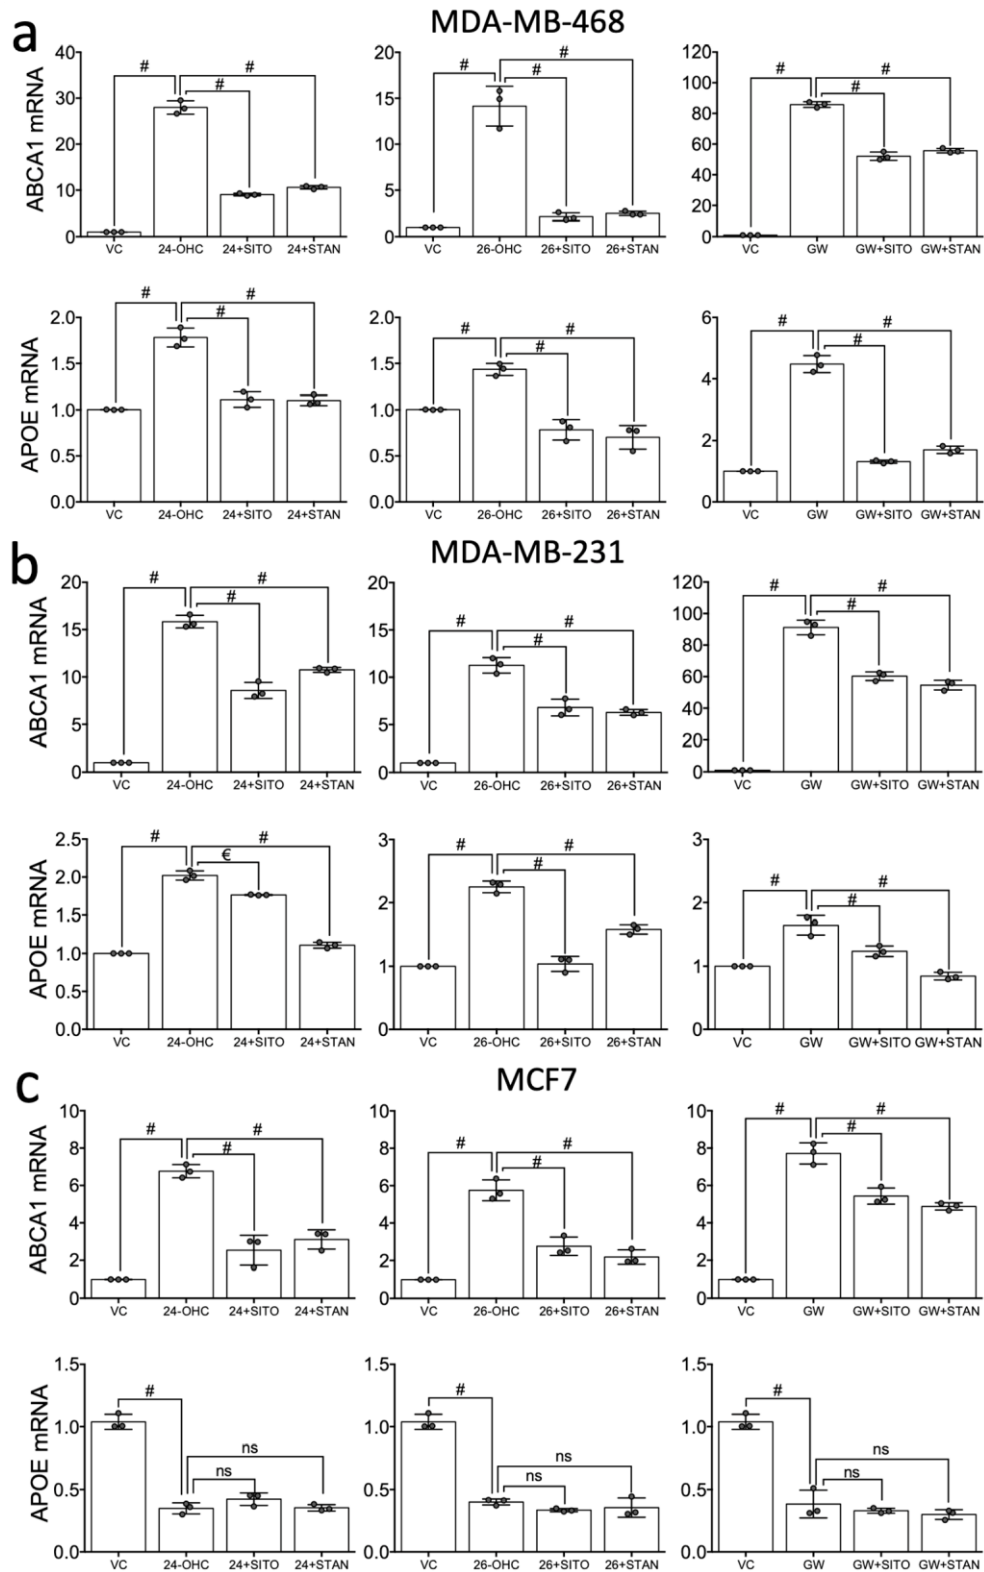 a
MDA-MB-468
ABCA1 mRNA
40
30
20
10
0
# # #
VC 24-OHC 24+SITO 24+STAN
20
15
10
5
0
# # #
VC 26-OHC 26+SITO 26+STAN
120
100
80
60
40
20
0
# # #
VC GW GW+SITO GW+STAN
APOE mRNA
2.0
1.5
1.0
0.5
0.0
# # #
VC 24-OHC 24+SITO 24+STAN
2.0
1.5
1.0
0.5
0.0
# # #
VC 26-OHC 26+SITO 26+STAN
6
4
2
0
# # #
VC GW GW+SITO GW+STAN
b
MDA-MB-231
ABCA1 mRNA
20
15
10
5
0
# # #
VC 24-OHC 24+SITO 24+STAN
20
15
10
5
0
# # #
VC 26-OHC 26+SITO 26+STAN
120
100
80
60
40
20
0
# # #
VC GW GW+SITO GW+STAN
APOE mRNA
2.5
2.0
1.5
1.0
0.5
0.0
# € #
VC 24-OHC 24+SITO 24+STAN
3
2
1
0
# # #
VC 26-OHC 26+SITO 26+STAN
3
2
1
0
# # #
VC GW GW+SITO GW+STAN
c
MCF7
ABCA1 mRNA
10
8
6
4
2
0
# # #
VC 24-OHC 24+SITO 24+STAN
10
8
6
4
2
0
# # #
VC 26-OHC 26+SITO 26+STAN
10
8
6
4
2
0
# # #
VC GW GW+SITO GW+STAN
APOE mRNA
1.5
1.0
0.5
0.0
# ns ns
VC 24-OHC 24+SITO 24+STAN
1.5
1.0
0.5
0.0
# ns ns
VC 26-OHC 26+SITO 26+STAN
1.5
1.0
0.5
0.0
# ns ns
VC GW GW+SITO GW+STAN